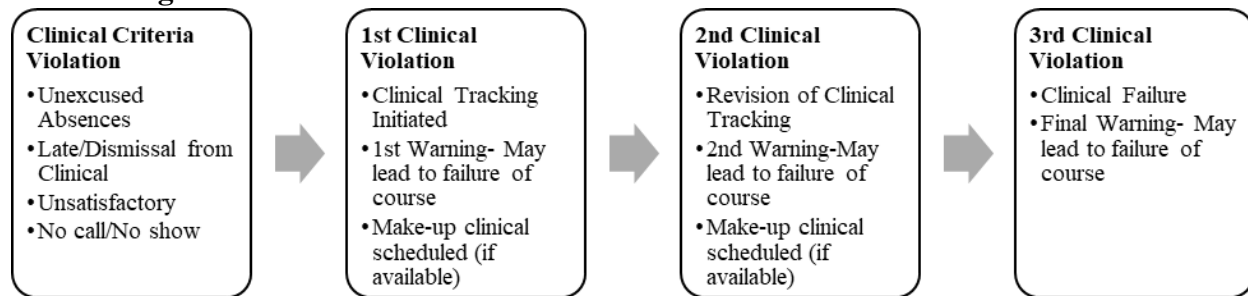 Clinical Criteria
Violation
•Unexcused
Absences
•Late/Dismissal from
Clinical
•Unsatisfactory
•No call/No show
1st Clinical
Violation
•Clinical Tracking
Initiated
•1st Warning- May
lead to failure of
course
•Make-up clinical
scheduled (if
available)
2nd Clinical
Violation
•Revision of Clinical
Tracking
•2nd Warning-May
lead to failure of
course
•Make-up clinical
scheduled (if
available)
3rd Clinical
Violation
•Clinical Failure
•Final Warning- May
lead to failure of
course